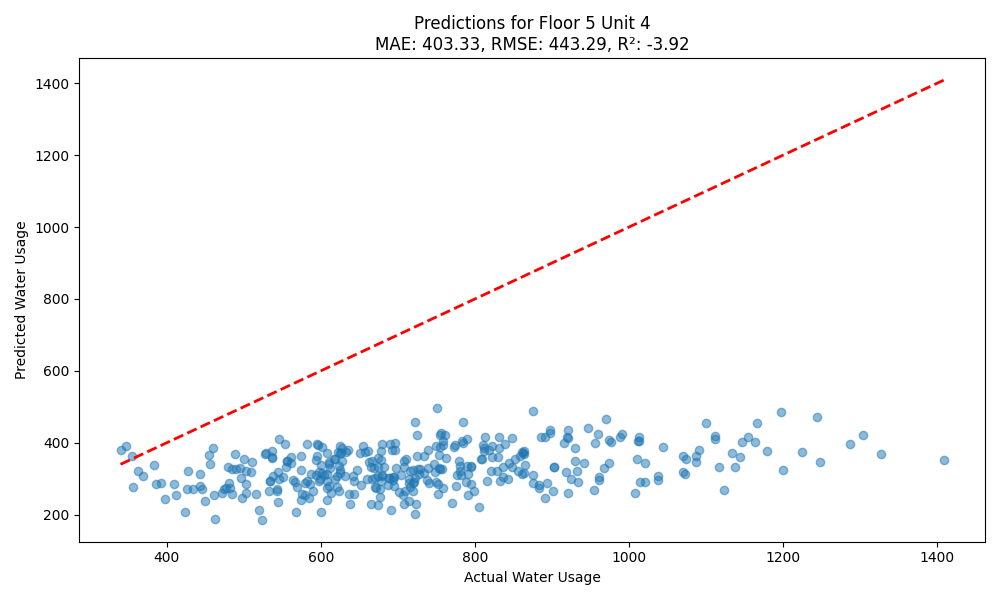 Predictions for Floor 5 Unit 4
MAE: 403.33, RMSE: 443.29, R²: -3.92
1400
1200
1000
800
600
400
200
Predicted Water Usage
400 600 800 1000 1200 1400
Actual Water Usage